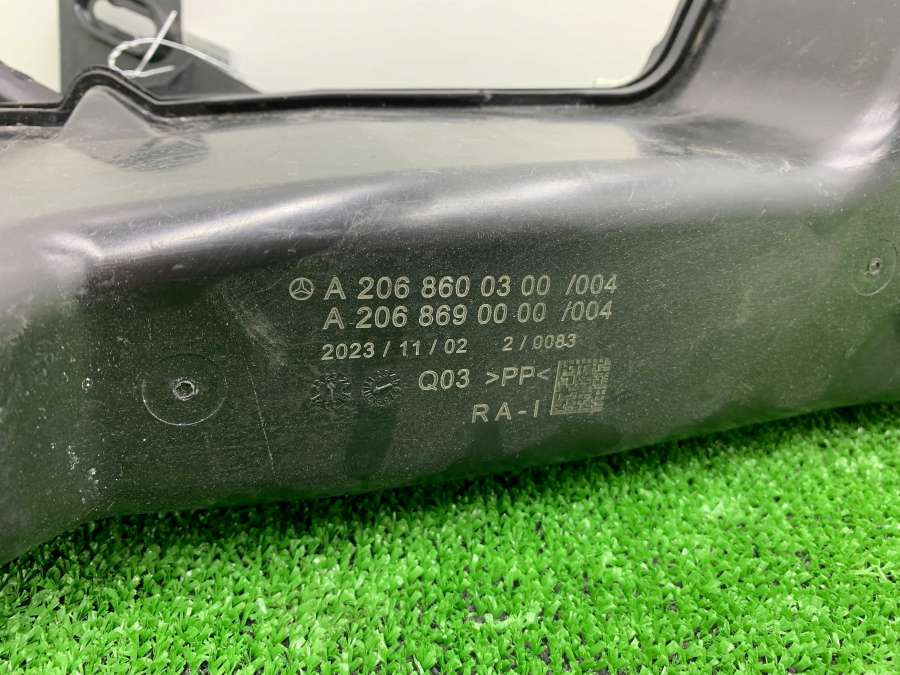 A 206 860 03 00 /004
A 206 869 00 00 /004
2023/11/02 2/0083
Q03 >PP<
RA-I